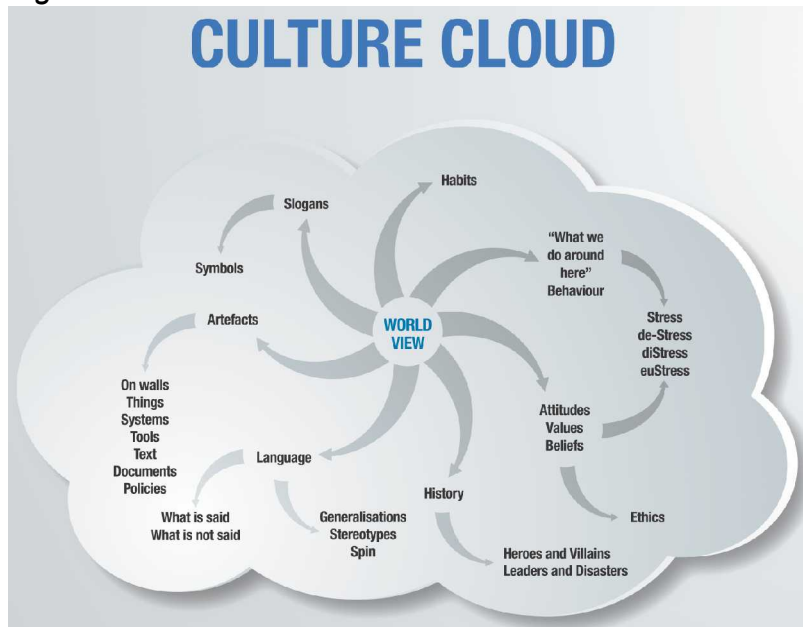 CULTURE CLOUD
Habits
Slogans
Symbols
"What we
do around
here"
Behaviour
Stress
de-Stress
diStress
euStress
WORLD
VIEW
Artefacts
On walls
Things
Systems
Tools
Text
Documents
Policies
Attitudes
Values
Beliefs
Language
What is said
What is not said
Generalisations
Stereotypes
Spin
History
Heroes and Villains
Leaders and Disasters
Ethics